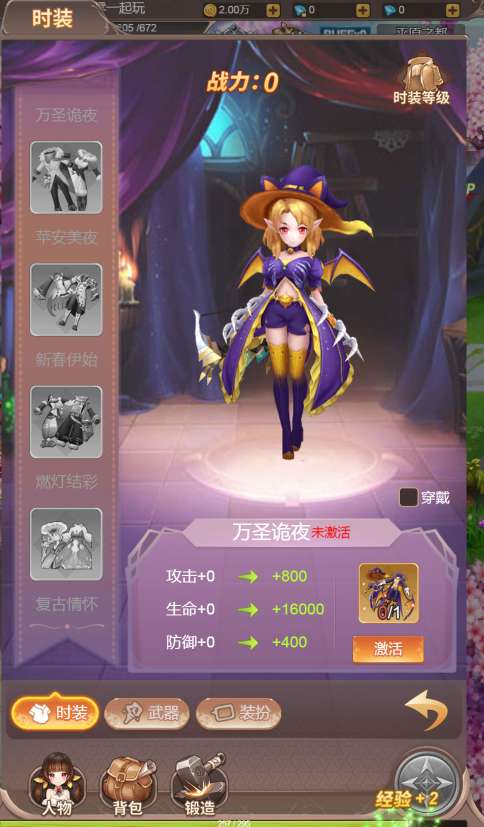 时装
一起玩
2.00万
0
0
605 /672
战力：0
时装等级
万圣诡夜
苹安美夜
新春伊始
燃灯结彩
复古情怀
穿戴
万圣诡夜 未激活
攻击+0 +800
生命+0 +16000
防御+0 +400
0/1
激活
时装
武器
装扮
人物
背包
锻造
经验+2